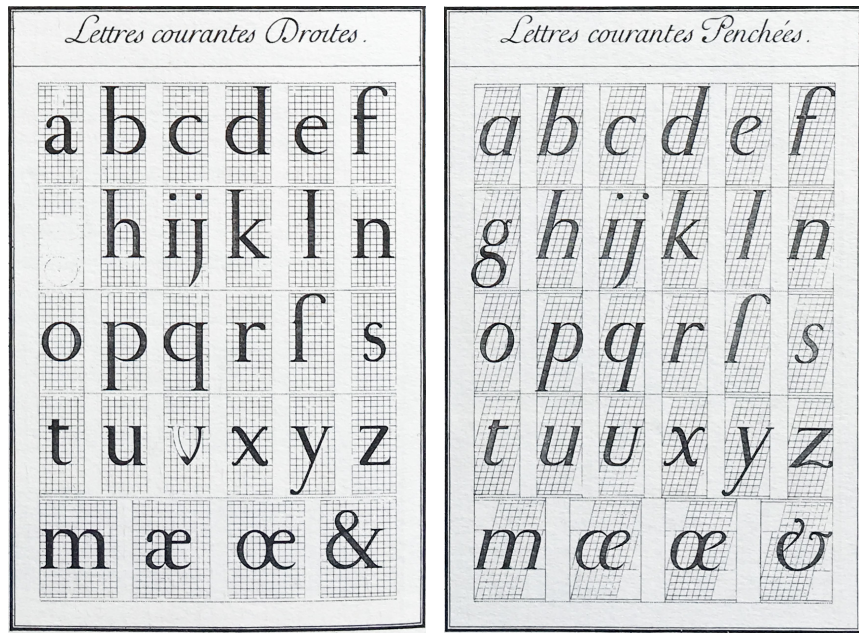 Lettres courantes Droites.
a b c d e f
h ij k l n
o p q r ſ s
t u v x y z
m æ œ &
Lettres courantes Penchées.
a b c d e f
g h ij k l n
o p q r ſ s
t u v x y z
m æ œ &